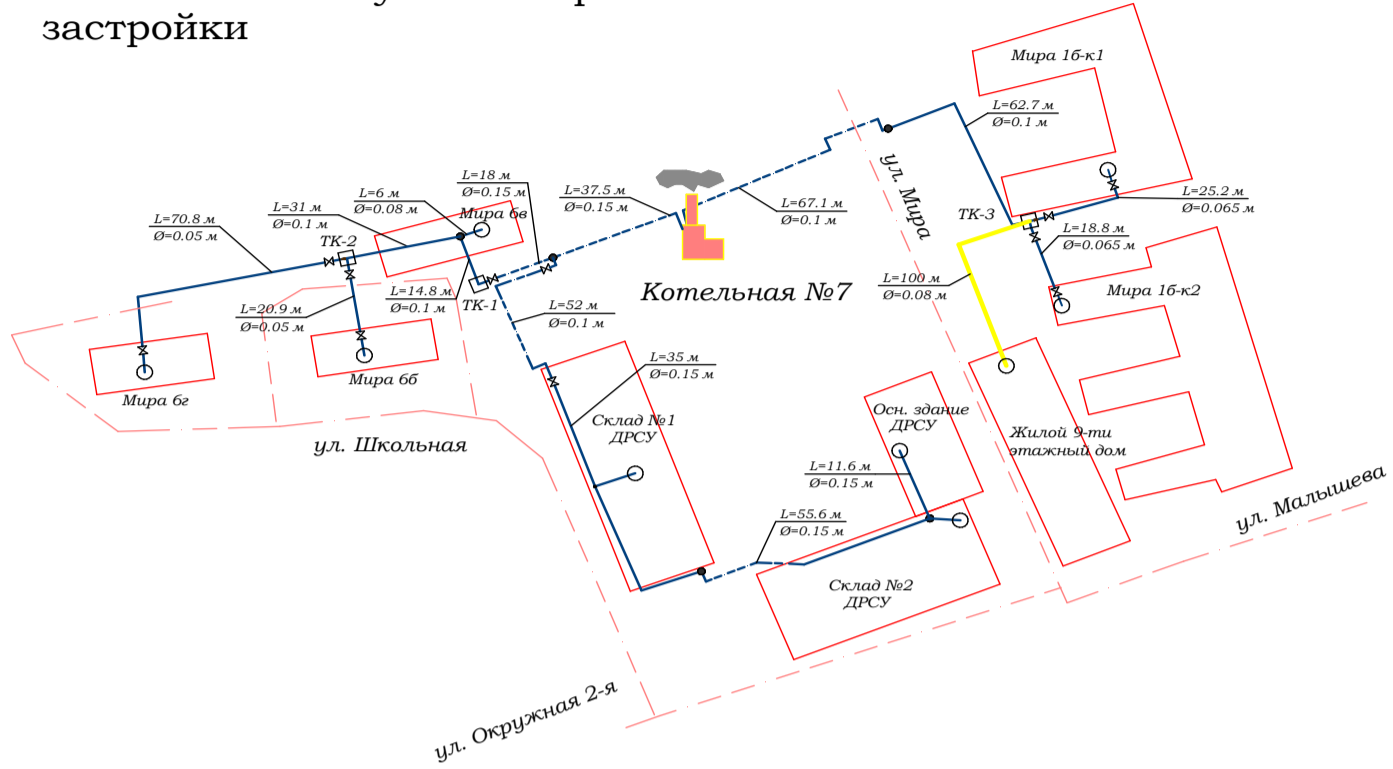 застройки
Мира 1б-к1
L=62.7 м
Ø=0.1 м
ул. Мира
L=18 м
Ø=0.15 м
L=37.5 м
Ø=0.15 м
L=6 м
Ø=0.08 м
Мира 6в
L=67.1 м
Ø=0.1 м
L=25.2 м
Ø=0.065 м
L=31 м
Ø=0.1 м
L=70.8 м
Ø=0.05 м
ТК-2
ТК-3
L=18.8 м
Ø=0.065 м
L=14.8 м
Ø=0.1 м
ТК-1
Котельная №7
L=100 м
Ø=0.08 м
Мира 1б-к2
L=20.9 м
Ø=0.05 м
L=52 м
Ø=0.1 м
L=35 м
Ø=0.15 м
Мира 6г
Мира 6б
Склад №1
ДРСУ
Осн. здание
ДРСУ
ул. Школьная
Жилой 9-ти
этажный дом
L=11.6 м
Ø=0.15 м
ул. Малышева
L=55.6 м
Ø=0.15 м
Склад №2
ДРСУ
ул. Окружная 2-я